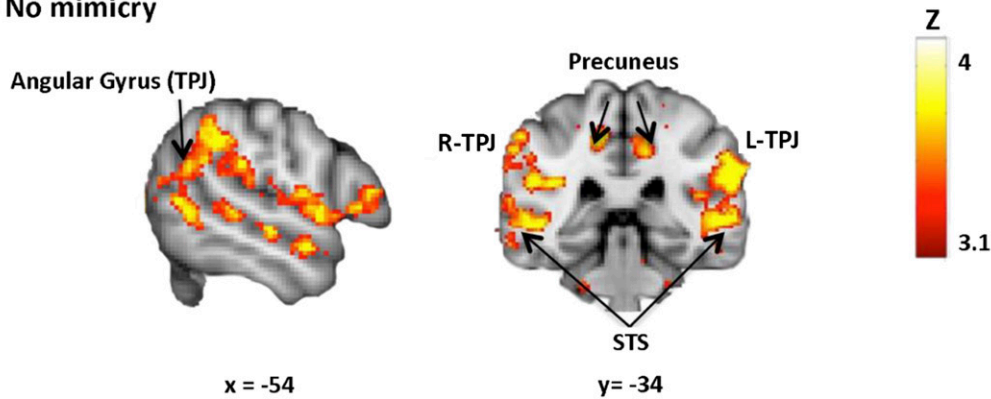 No mimicry
Z
4
Precuneus
Angular Gyrus (TPJ)
R-TPJ
L-TPJ
3.1
STS
x = -54
y= -34